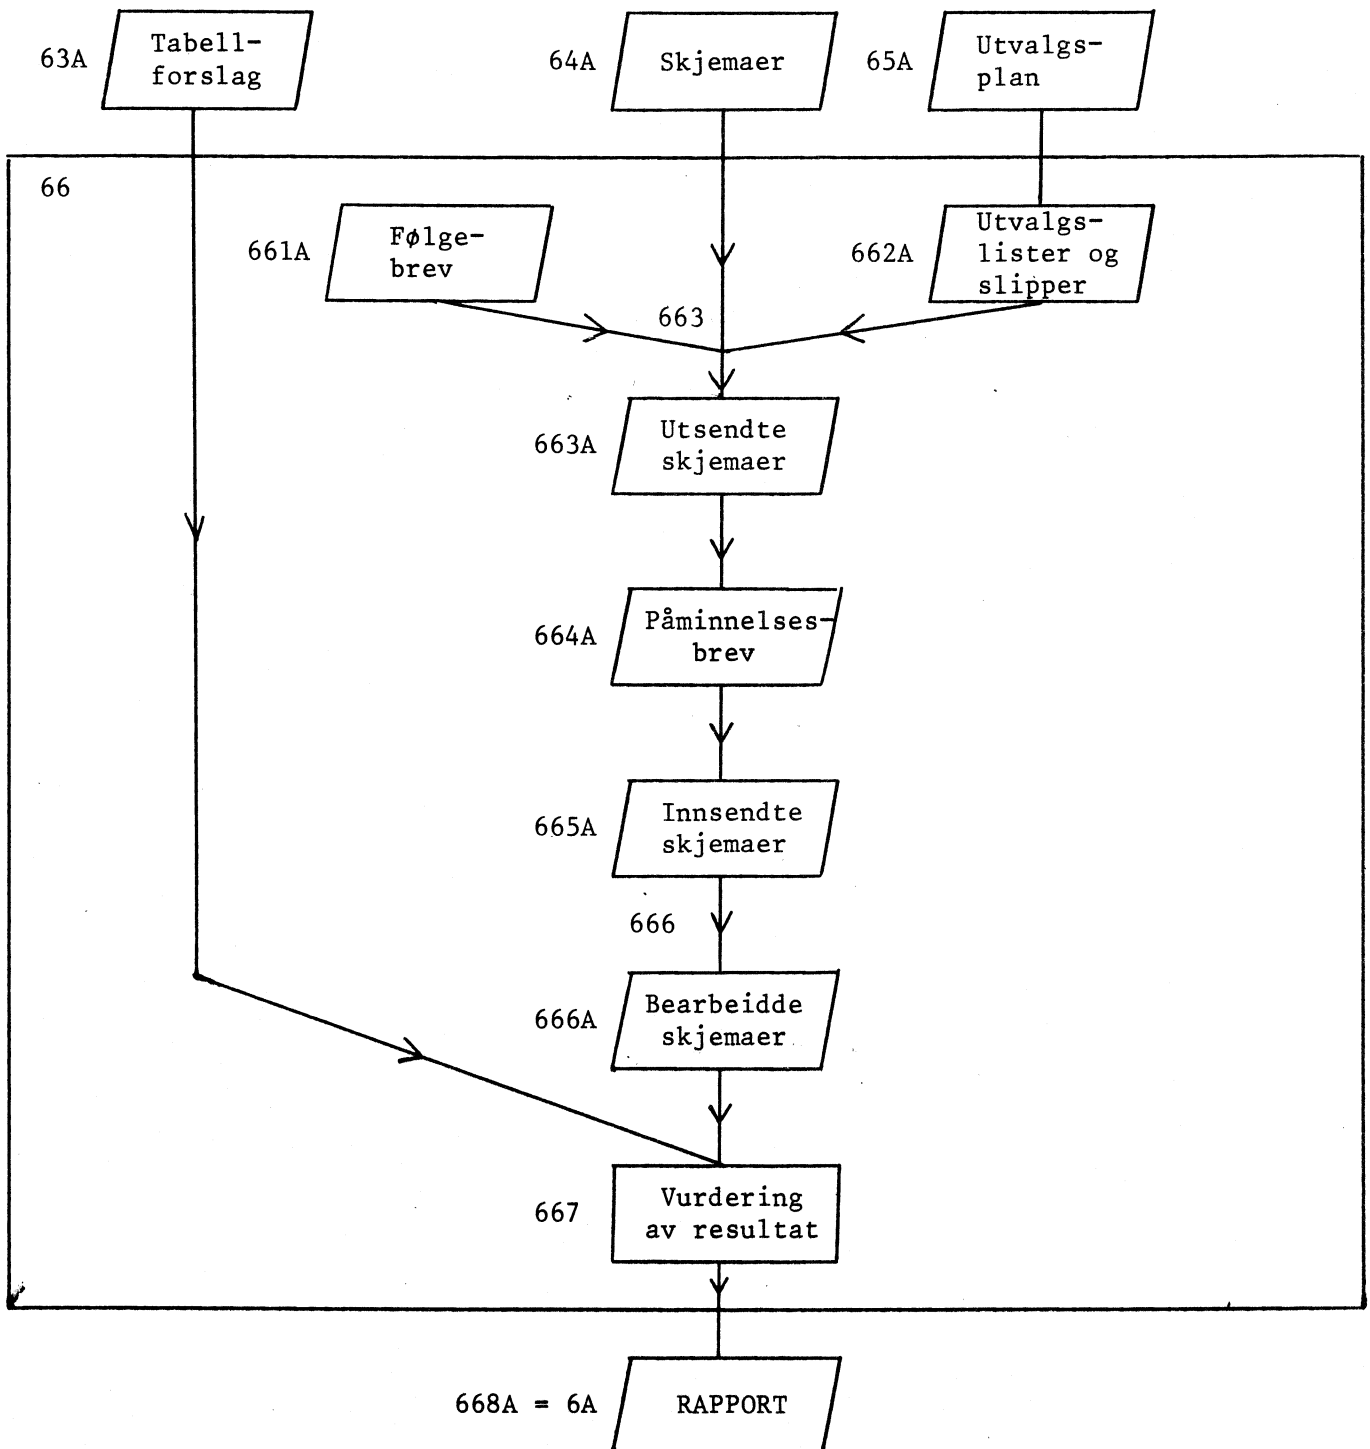 63A
Tabell-
forslag
64A
Skjemaer
65A
Utvalgs-
plan
66
661A
Følge-
brev
662A
Utvalgs-
lister og
slipper
663
663A
Utsendte
skjemaer
664A
Påminnelses-
brev
665A
Innsendte
skjemaer
666
666A
Bearbeidde
skjemaer
667
Vurdering
av resultat
668A = 6A
RAPPORT